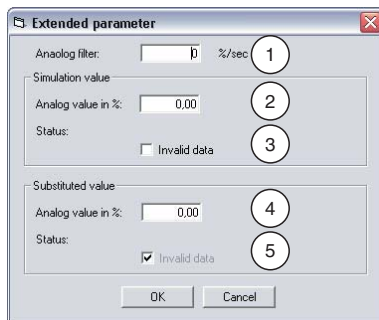 Extended parameter
Anaolog filter: 0 %/sec 1
Simulation value
Analog value in %: 0,00 2
Status: 3
Invalid data
Substituted value
Analog value in %: 0,00 4
Status: 5
Invalid data
OK Cancel